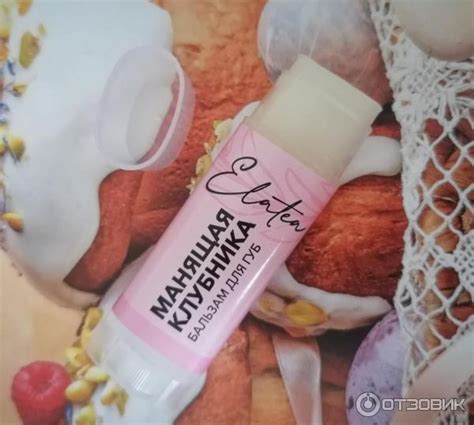 Elatea
МАНЯЩАЯ
КЛУБНИКА
БАЛЬЗАМ ДЛЯ ГУБ
ОТЗОВИК